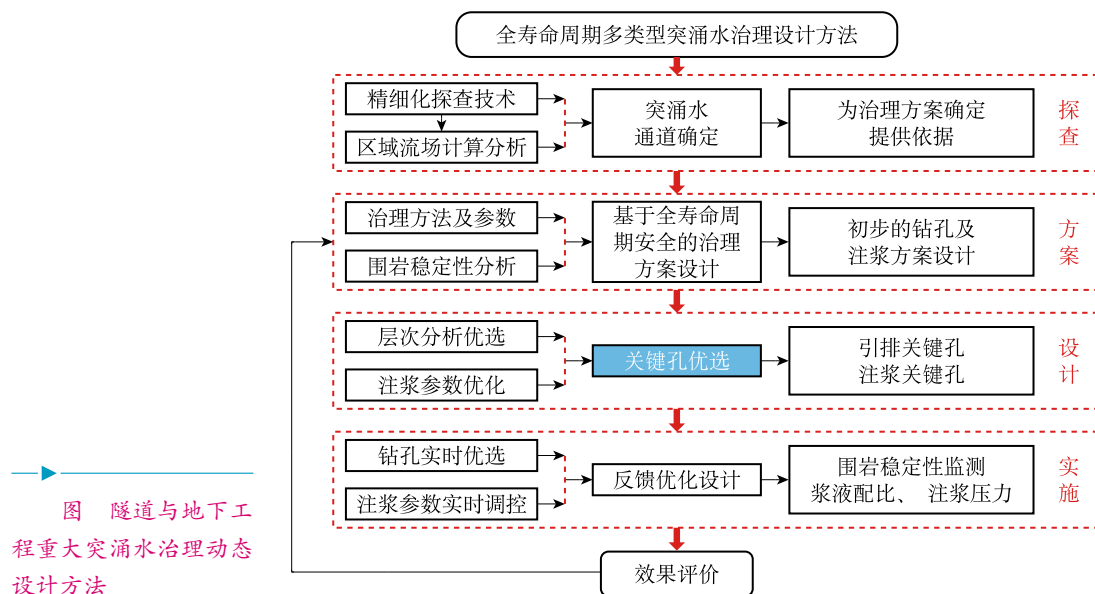 全寿命周期多类型突涌水治理设计方法
精细化探查技术
区域流场计算分析
突涌水
通道确定
为治理方案确定
提供依据
探
查
治理方法及参数
围岩稳定性分析
基于全寿命周
期安全的治理
方案设计
初步的钻孔及
注浆方案设计
方
案
层次分析优选
注浆参数优化
关键孔优选
引排关键孔
注浆关键孔
设
计
钻孔实时优选
注浆参数实时调控
反馈优化设计
围岩稳定性监测
浆液配比、注浆压力
实
施
效果评价
图 隧道与地下工
程重大突涌水治理动态
设计方法